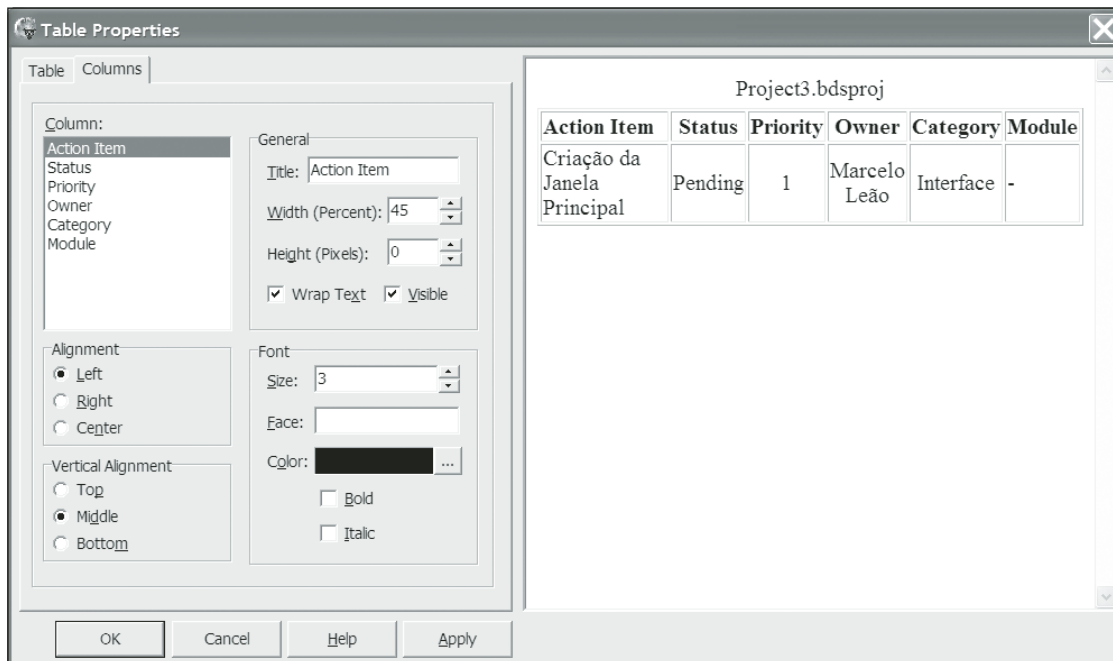 Table Properties
Table Columns
Column:
Action Item
Status
Priority
Owner
Category
Module
General
Title: Action Item
Width (Percent): 45
Height (Pixels): 0
Wrap Text Visible
Alignment
Left
Right
Center
Vertical Alignment
Top
Middle
Bottom
Font
Size: 3
Face:
Color: ...
Bold
Italic
OK Cancel Help Apply
Project3.bdsproj
Action Item Status Priority Owner Category Module
Criação da Janela Principal Pending 1 Marcelo Leão Interface -